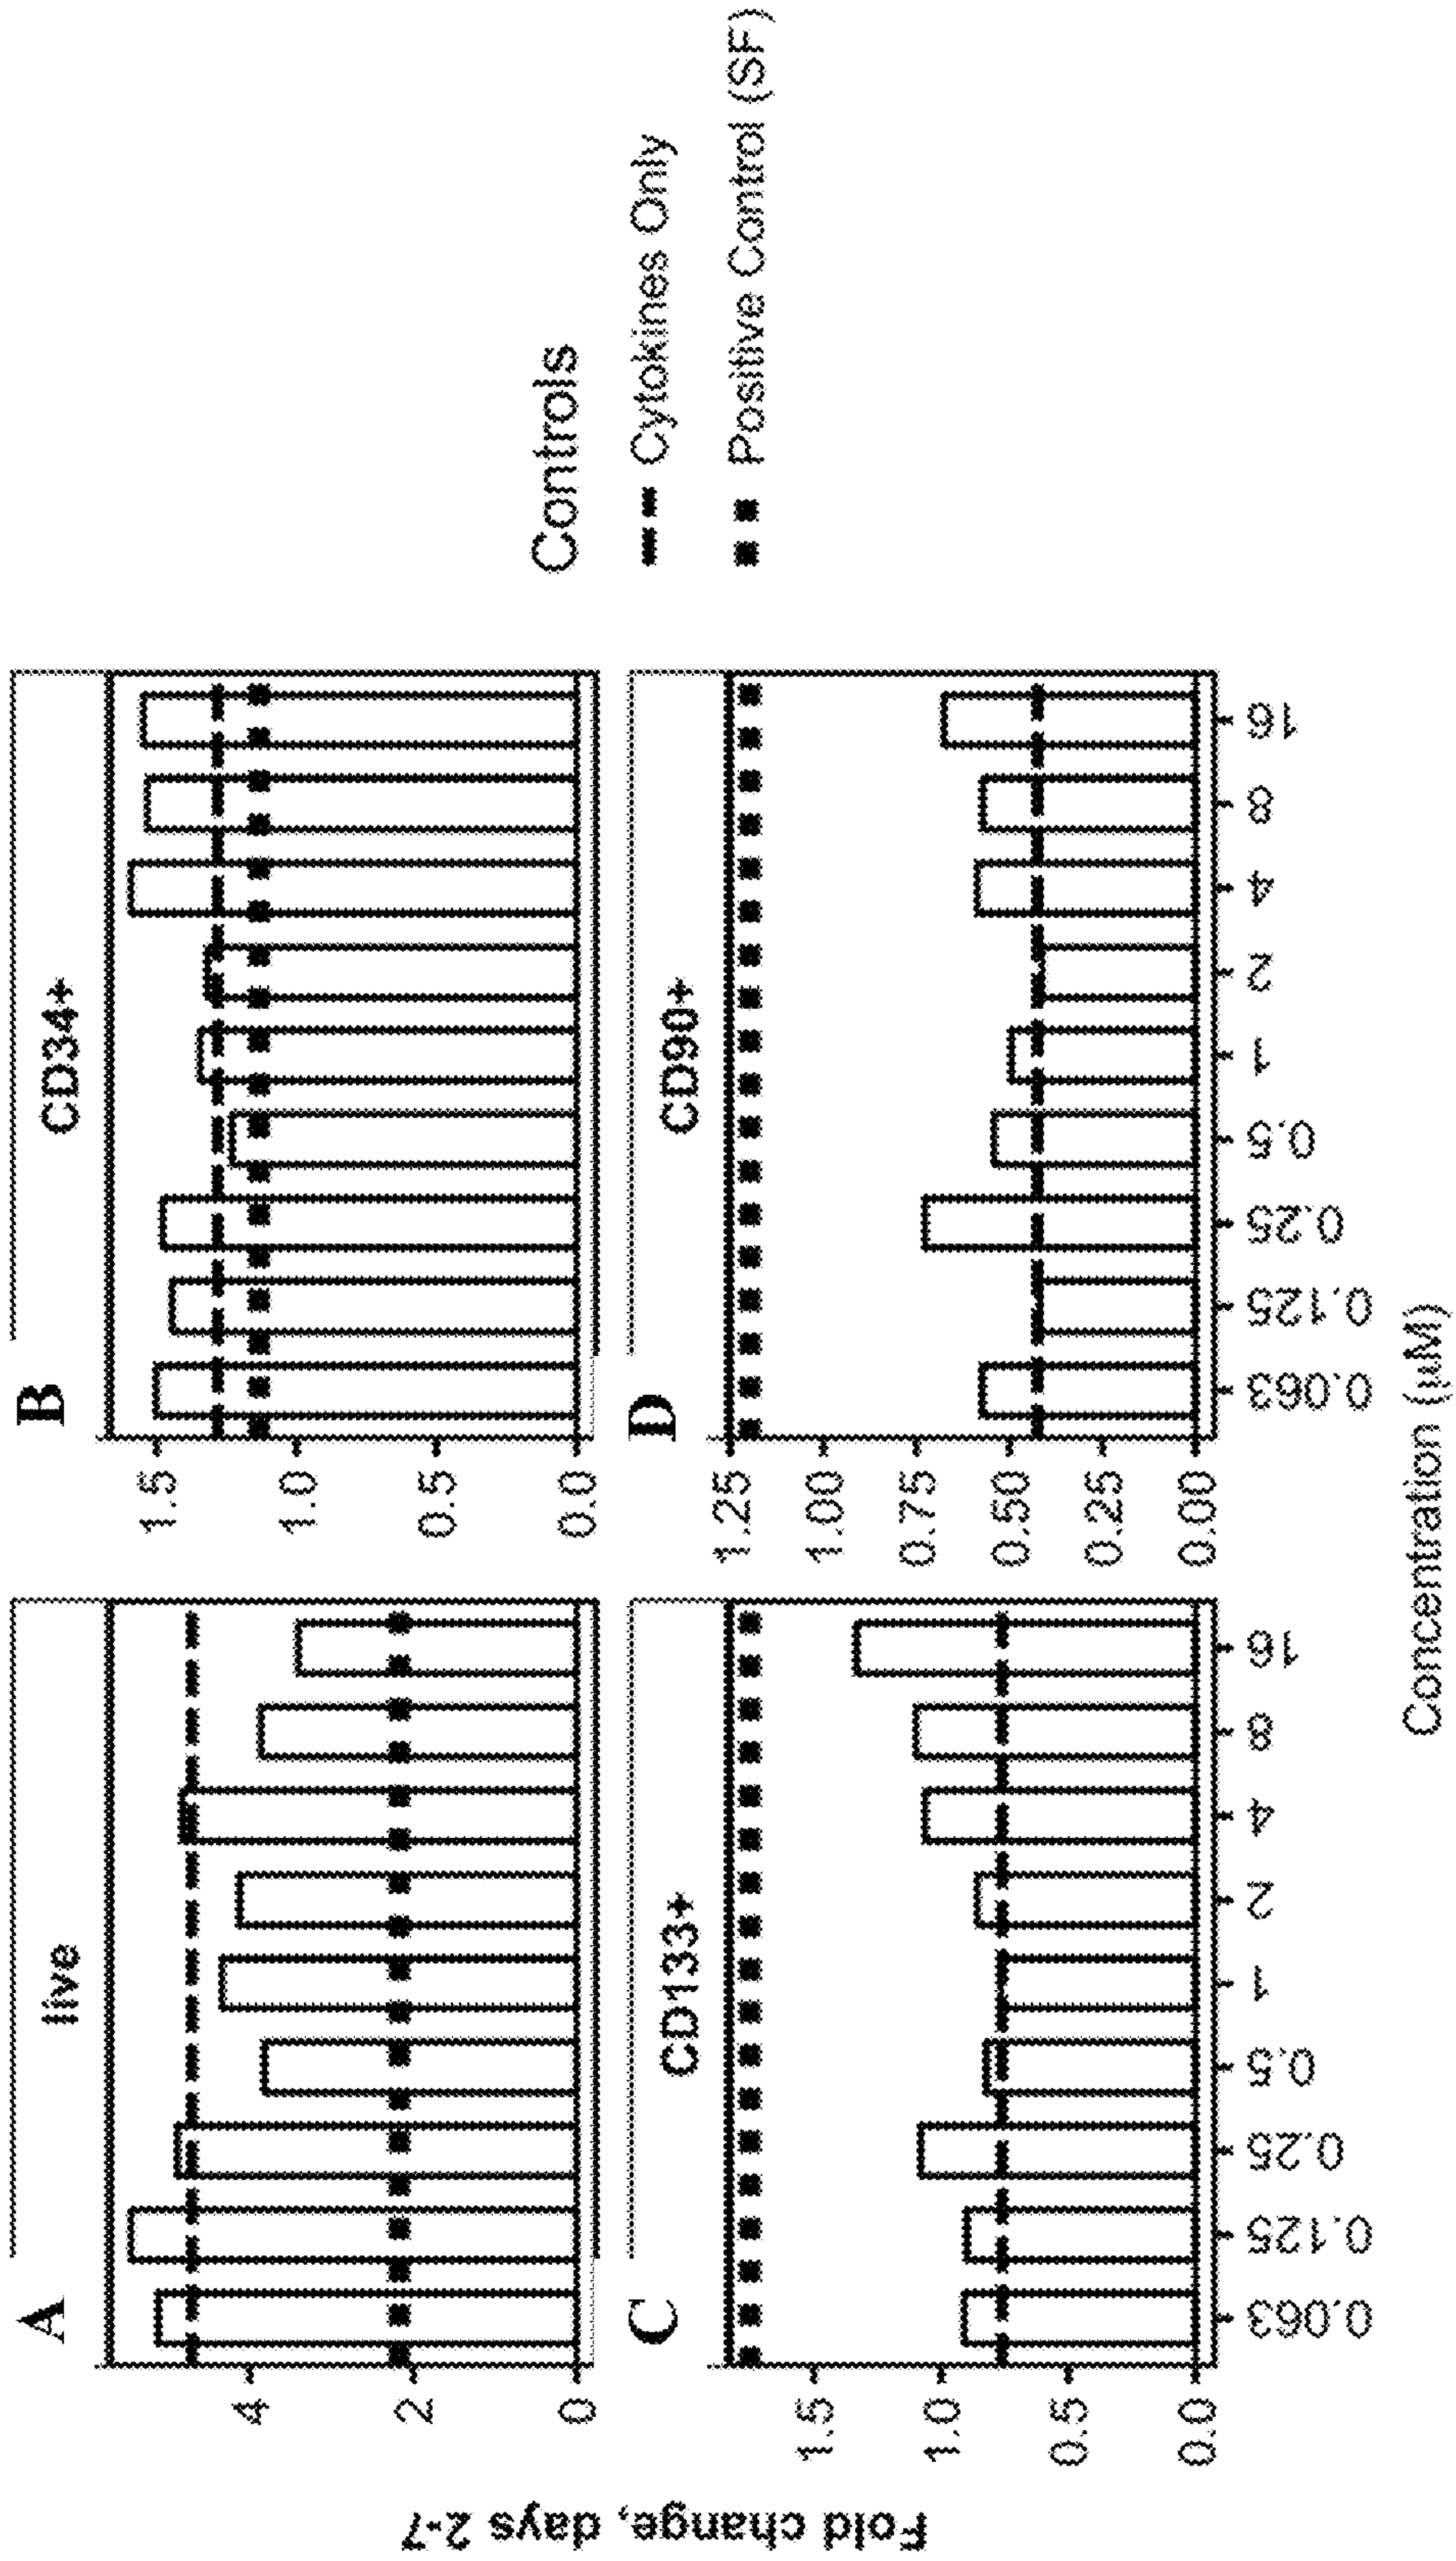 A
live
B
CD34+
4
2
0
1.5
1.0
0.5
0.0
C
CD133+
D
CD90+
1.5
1.0
0.5
0.0
1.25
1.00
0.75
0.50
0.25
0.00
0.063 0.125 0.25 0.5 1 2 4 8 16
0.063 0.125 0.25 0.5 1 2 4 8 16
Fold change, days 2-7
Concentration (µM)
Controls
Cytokines Only
Positive Control (SF)